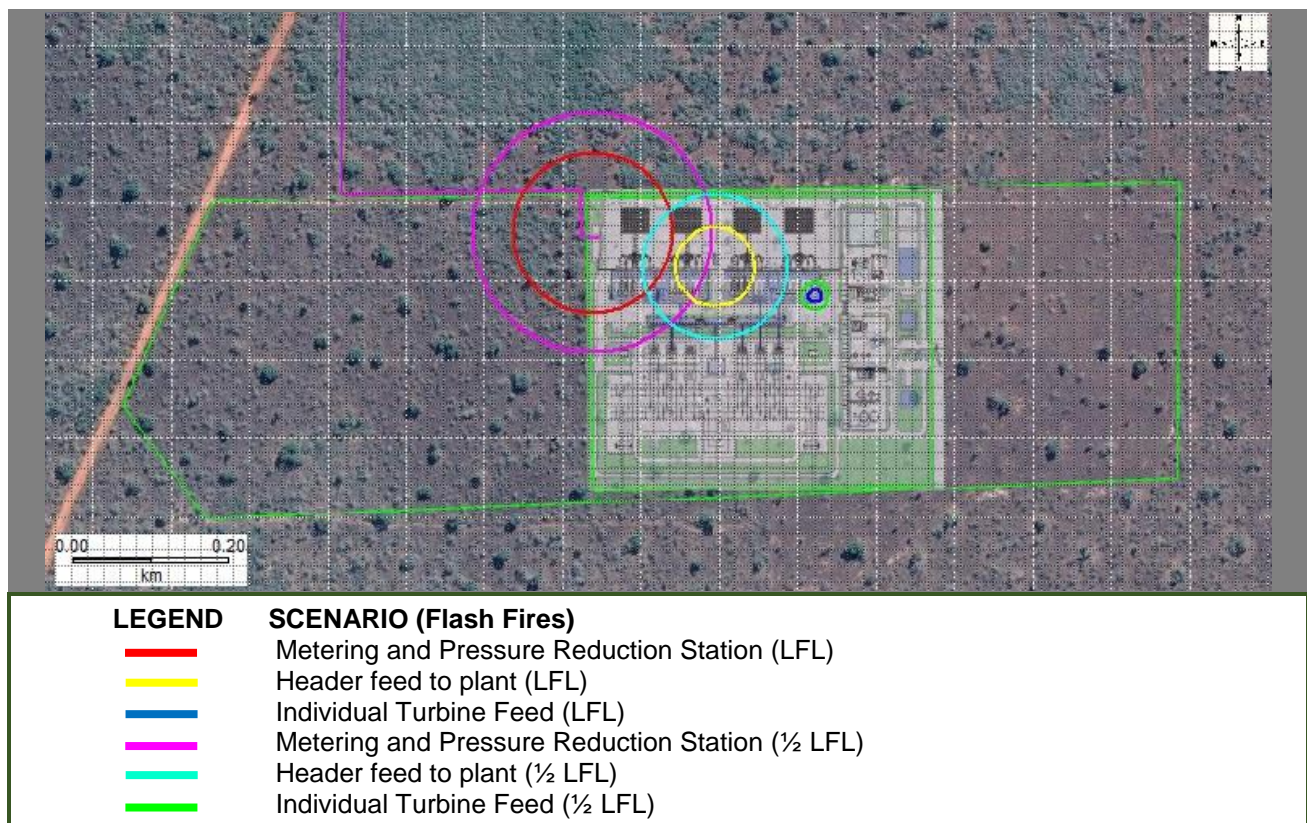 0.00 0.20
km
LEGEND SCENARIO (Flash Fires)
Metering and Pressure Reduction Station (LFL)
Header feed to plant (LFL)
Individual Turbine Feed (LFL)
Metering and Pressure Reduction Station (½ LFL)
Header feed to plant (½ LFL)
Individual Turbine Feed (½ LFL)